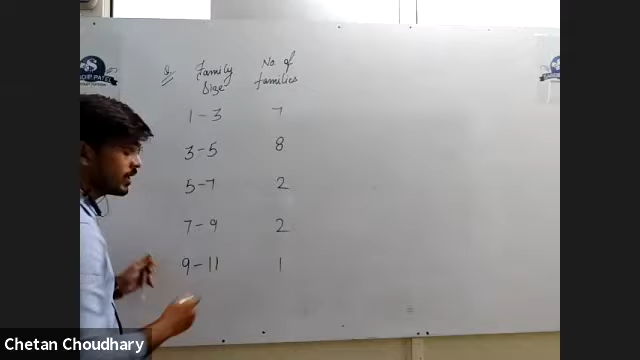 Q. Family Size No. of families
1-3 7
3-5 8
5-7 2
7-9 2
9-11 1
Chetan Choudhary